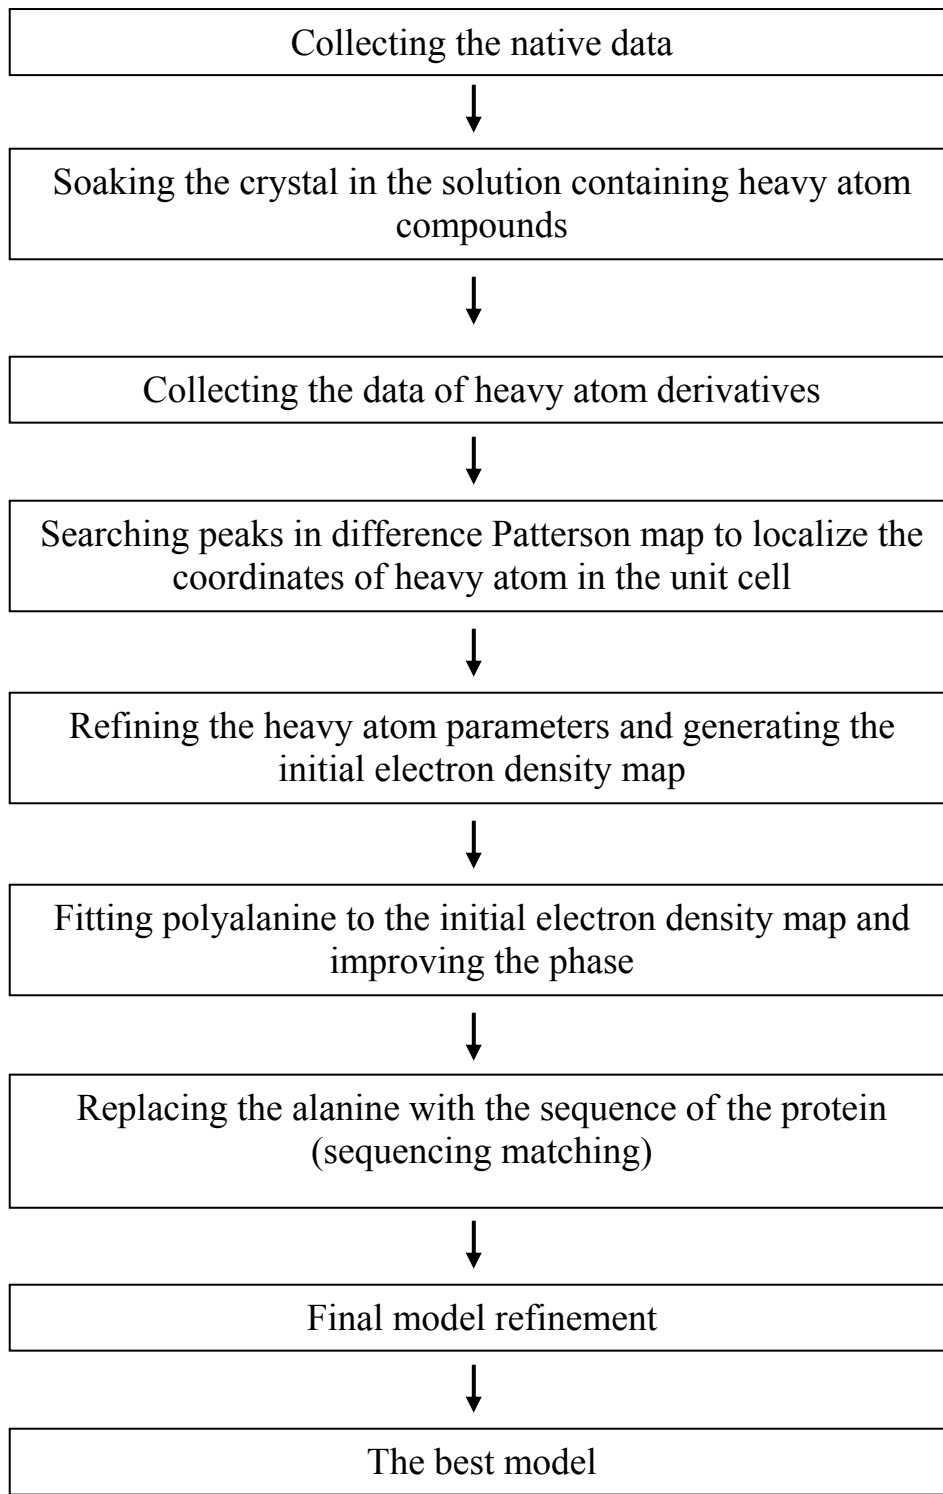 Collecting the native data
Soaking the crystal in the solution containing heavy atom
compounds
Collecting the data of heavy atom derivatives
Searching peaks in difference Patterson map to localize the
coordinates of heavy atom in the unit cell
Refining the heavy atom parameters and generating the
initial electron density map
Fitting polyalanine to the initial electron density map and
improving the phase
Replacing the alanine with the sequence of the protein
(sequencing matching)
Final model refinement
The best model